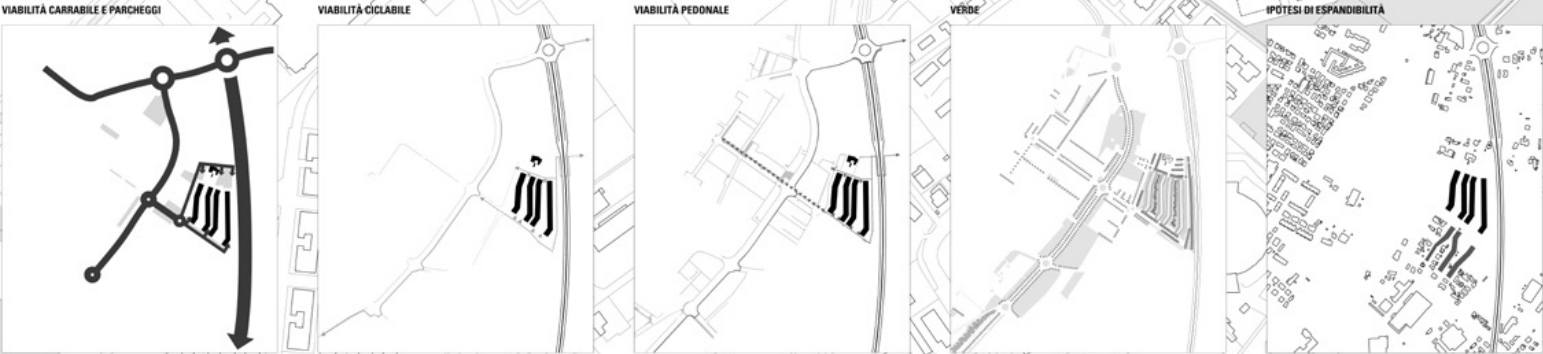 VIABILITÀ CARRABILE E PARCHEGGI
VIABILITÀ CICLABILE
VIABILITÀ PEDONALE
VERDE
IPOTESI DI ESPANDIBILITÀ